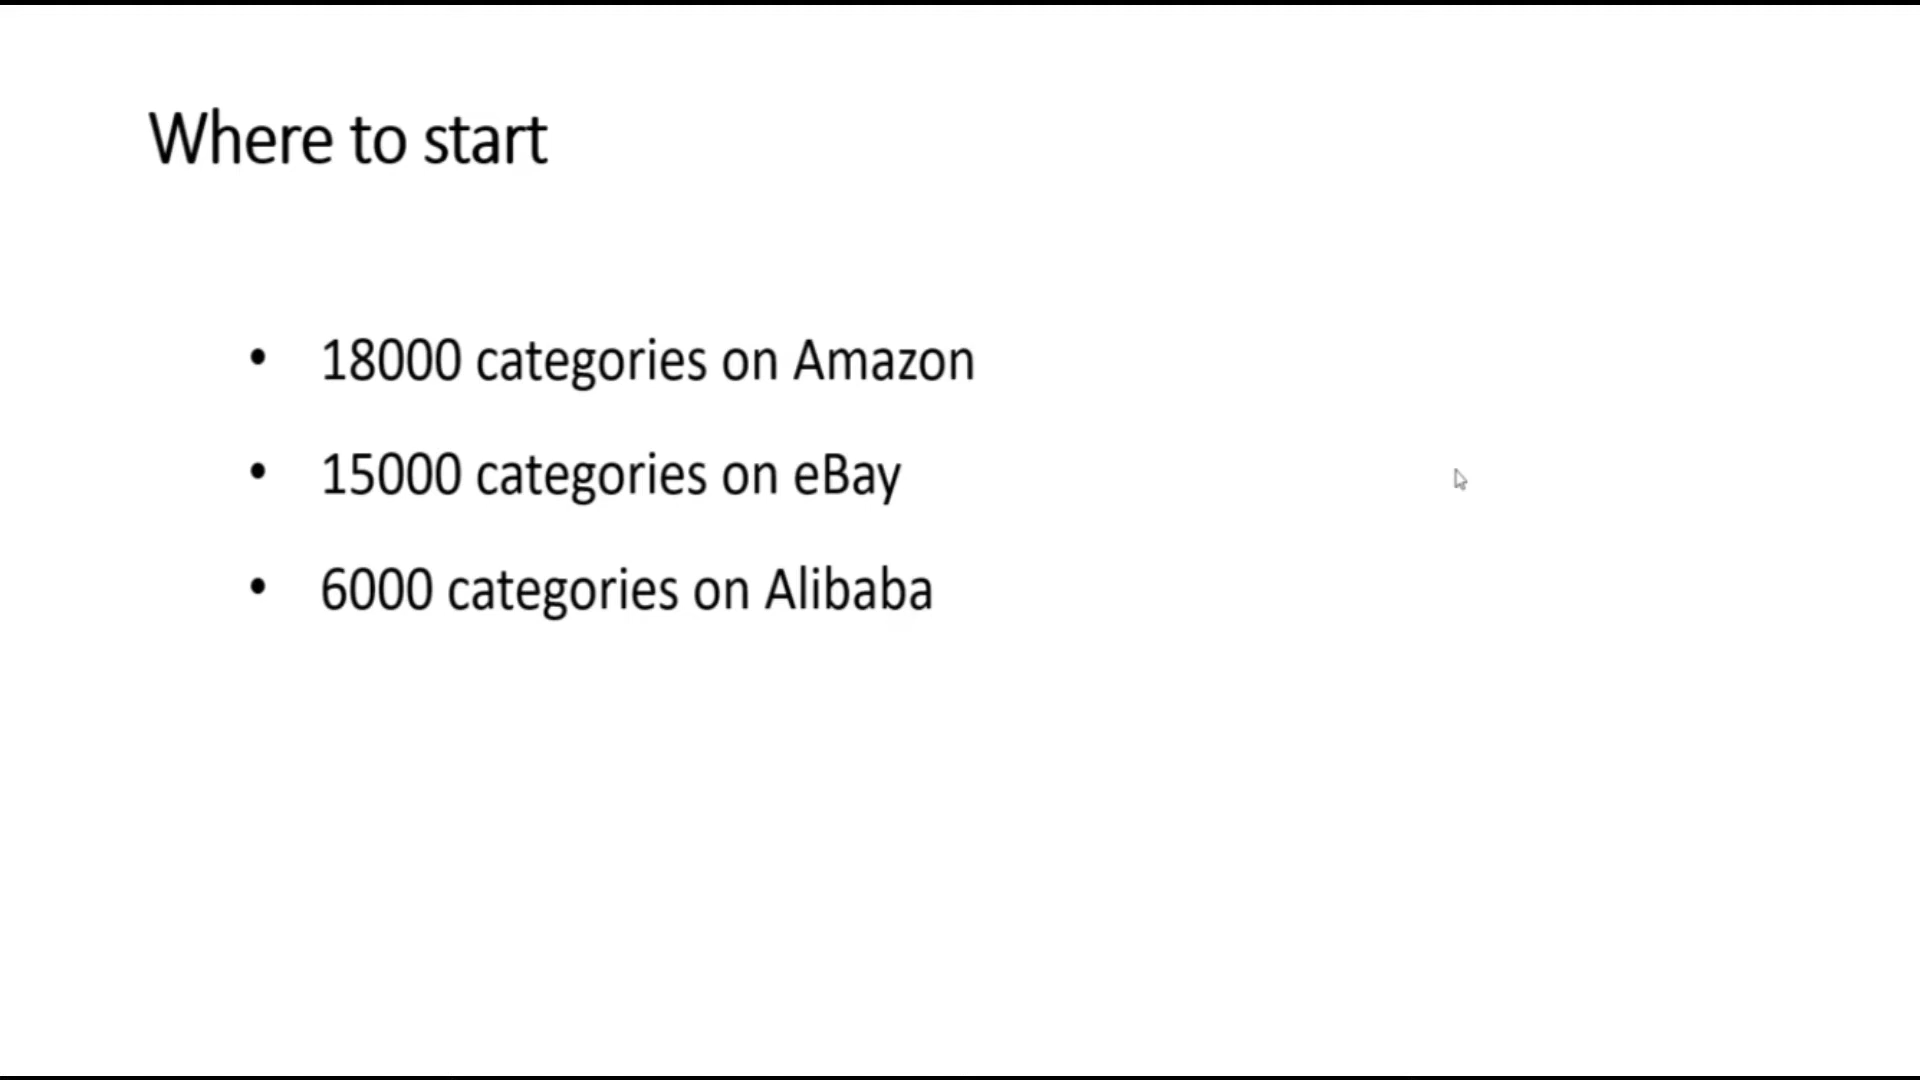 Where to start
• 18000 categories on Amazon
• 15000 categories on eBay
• 6000 categories on Alibaba